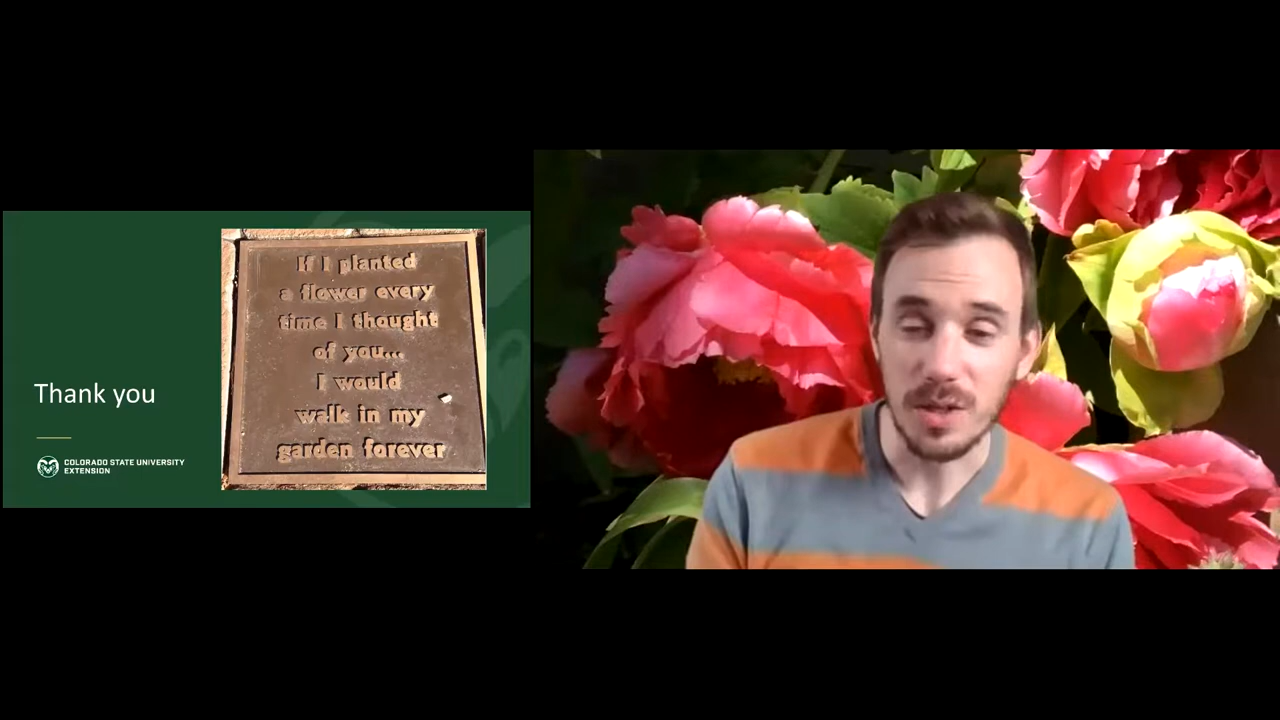 Thank you
COLORADO STATE UNIVERSITY
EXTENSION
If I planted
a flower every
time I thought
of you...
I would
walk in my
garden forever